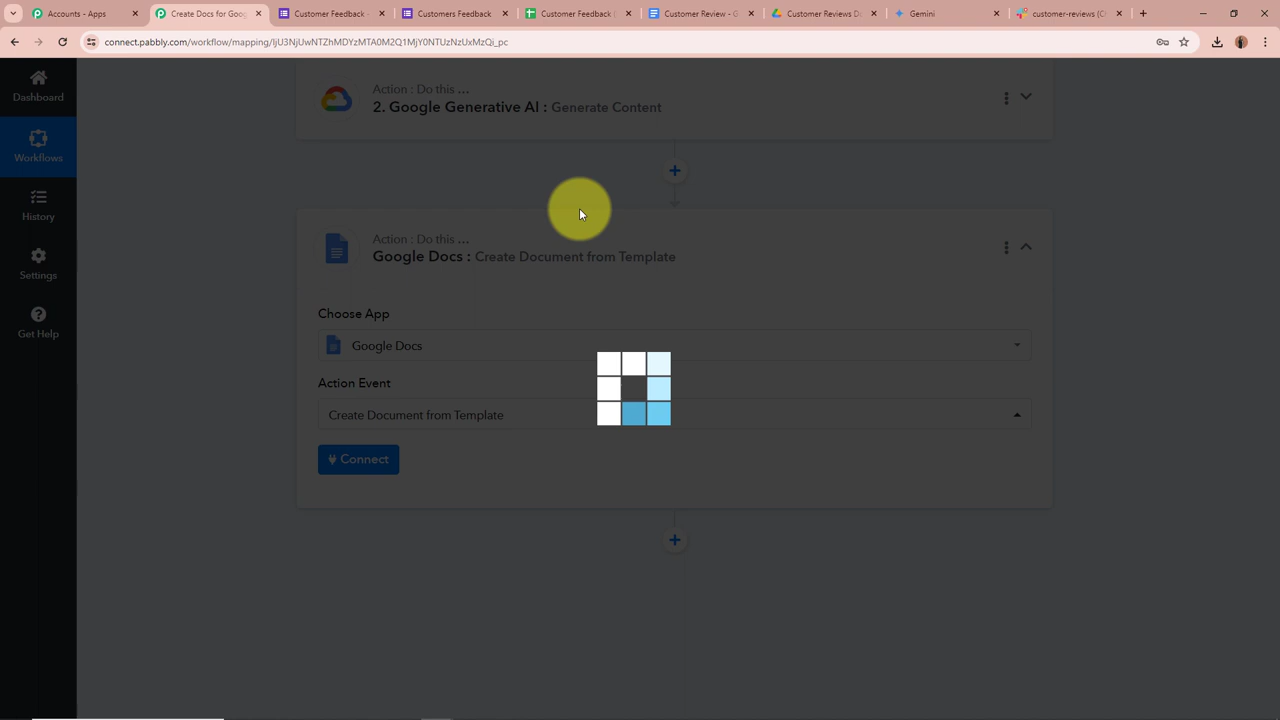 Accounts - Apps
Create Docs for Goog
Customer Feedback -
Customers Feedback
Customer Feedback (
Customer Review - G
Customer Reviews Do
Gemini
customer-reviews (C
connect.pabbly.com/workflow/mapping/IjU3NjUwNTZhMDYzMTA0M2Q1MjY0NTUzNzUxMzQi_pc
Dashboard
Workflows
History
Settings
Get Help
Action : Do this ...
2. Google Generative AI : Generate Content
Action : Do this ...
Google Docs : Create Document from Template
Choose App
Google Docs
Action Event
Create Document from Template
Connect